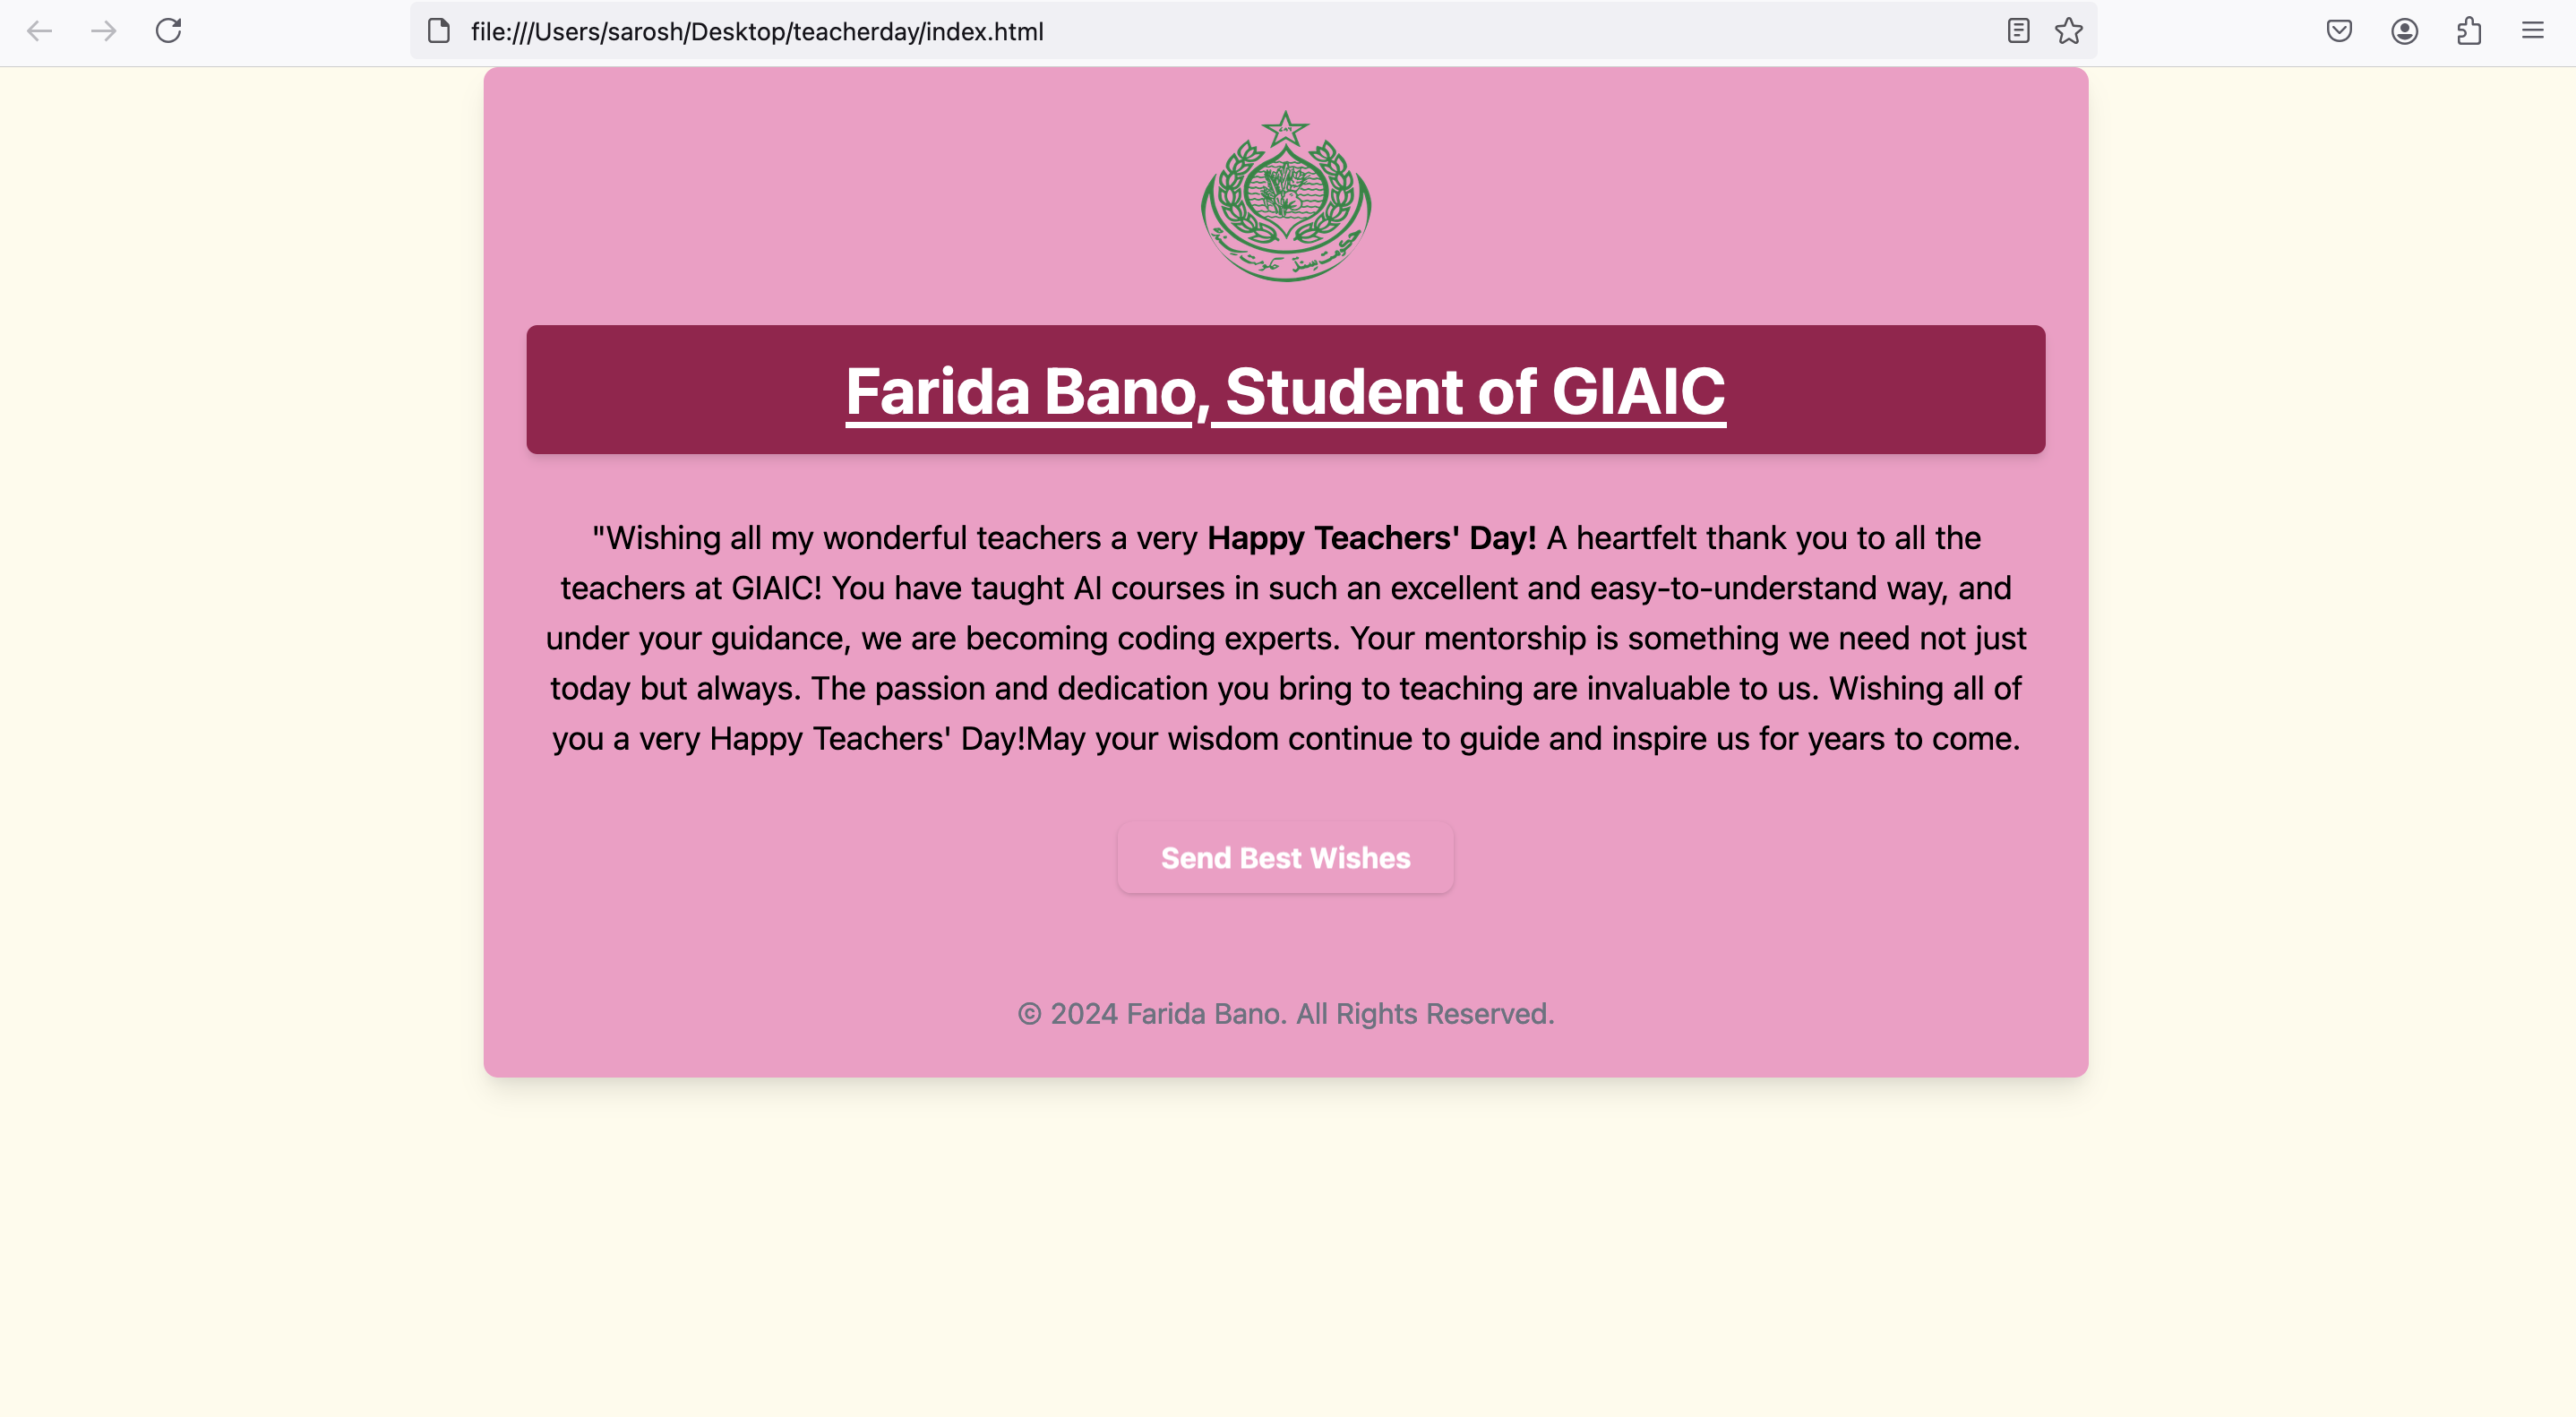 file:///Users/sarosh/Desktop/teacherday/index.html
حکومت سنڌ حکومت
Farida Bano, Student of GIAIC
"Wishing all my wonderful teachers a very Happy Teachers' Day! A heartfelt thank you to all the
teachers at GIAIC! You have taught AI courses in such an excellent and easy-to-understand way, and
under your guidance, we are becoming coding experts. Your mentorship is something we need not just
today but always. The passion and dedication you bring to teaching are invaluable to us. Wishing all of
you a very Happy Teachers' Day!May your wisdom continue to guide and inspire us for years to come.
Send Best Wishes
© 2024 Farida Bano. All Rights Reserved.